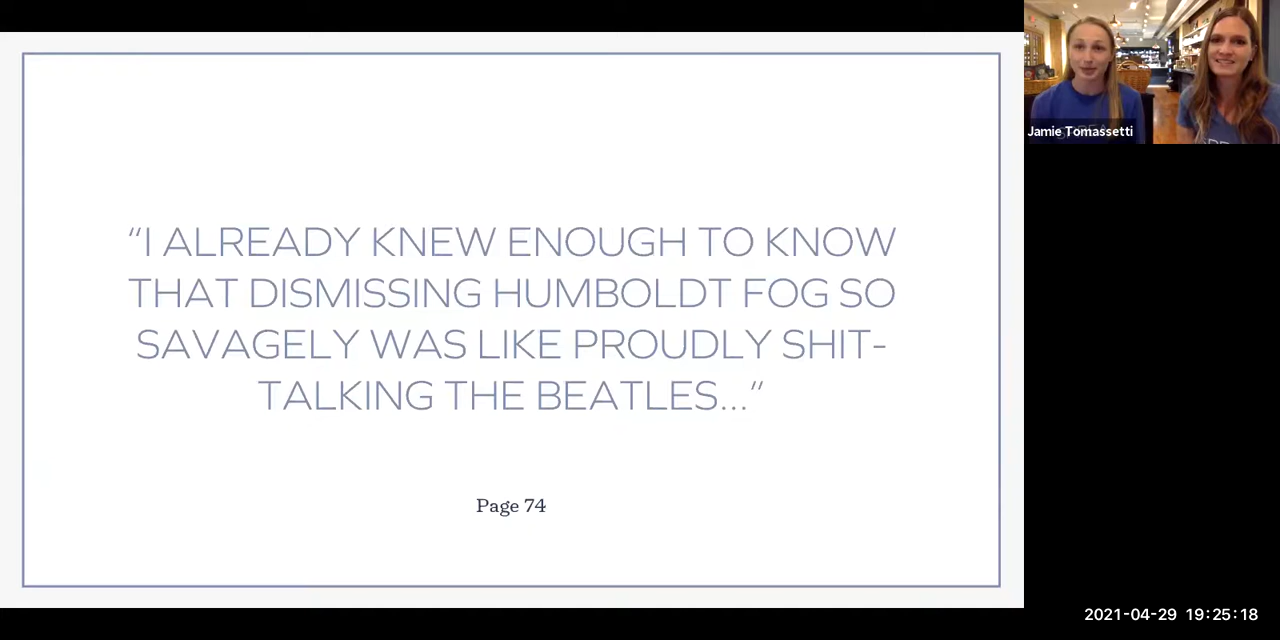 “I ALREADY KNEW ENOUGH TO KNOW
THAT DISMISSING HUMBOLDT FOG SO
SAVAGELY WAS LIKE PROUDLY SHIT-
TALKING THE BEATLES...”
Page 74
Jamie Tomassetti
2021-04-29 19:25:18